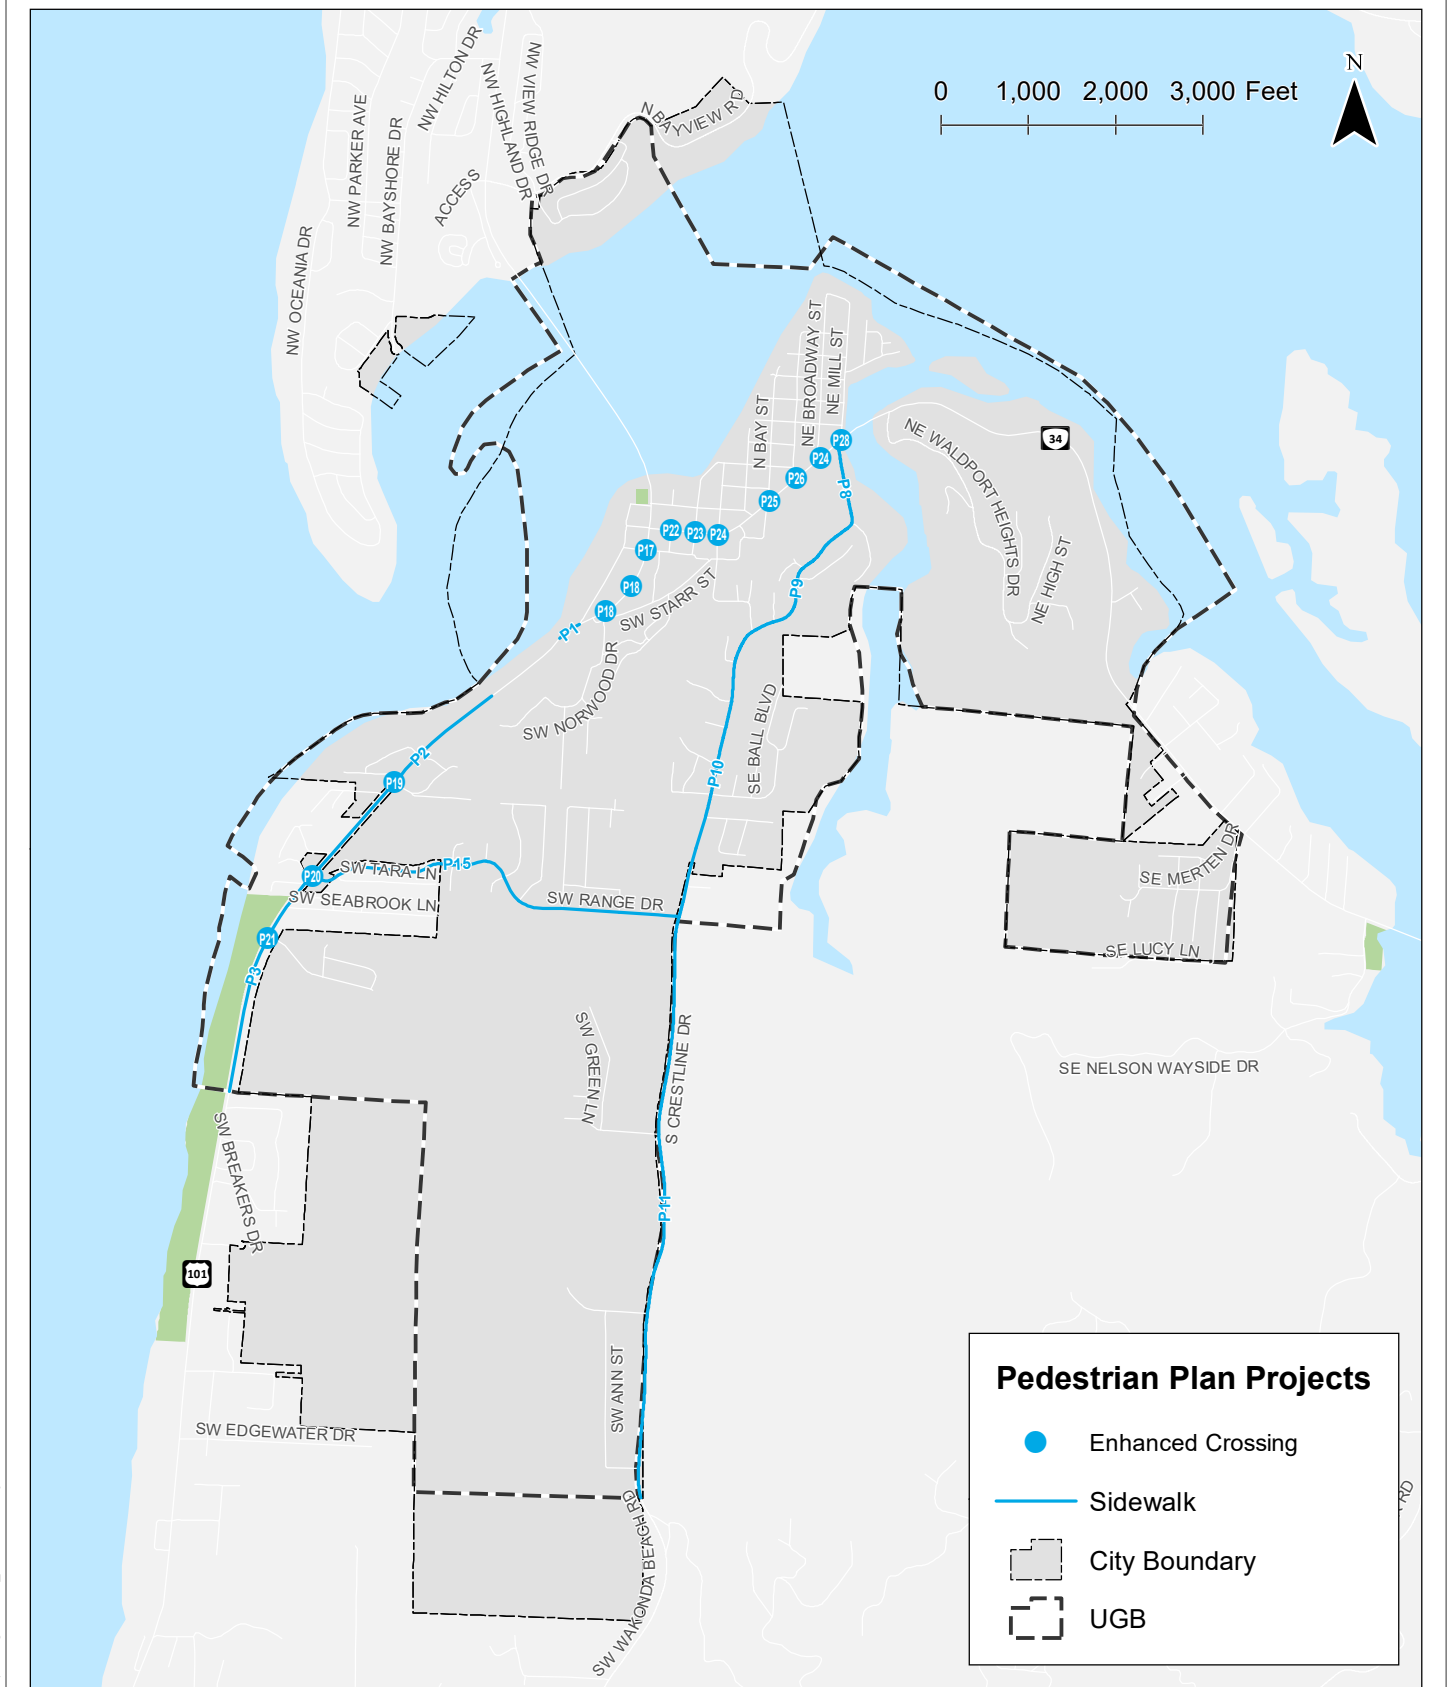 N
0 1,000 2,000 3,000 Feet
NW HILTON DR
NW VIEW RIDGE DR
NW HIGHLAND DR
NW PARKER AVE
NW BAYSHORE DR
ACCESS
NW OCEANIA DR
N BAYVIEW RD
NE BROADWAY ST
NE MILL ST
N BAY ST
34
NE WALDPORT HEIGHTS DR
NE HIGH ST
P28
P24
P26
P25
P8
P22
P23
P24
P17
P18
P18
P1
P9
SW STARR ST
SW NORWOOD DR
SE BALL BLVD
P10
P2
P19
P20
SW TARA LN
P15
SW SEABROOK LN
SW RANGE DR
P21
P3
SE MERTEN DR
SE LUCY LN
SW GREEN LN
S CRESTLINE DR
SE NELSON WAYSIDE DR
SW BREAKERS DR
P11
101
SW ANN ST
SW EDGEWATER DR
SW WAKONDA BEACH RD
RD
Pedestrian Plan Projects
Enhanced Crossing
Sidewalk
City Boundary
UGB